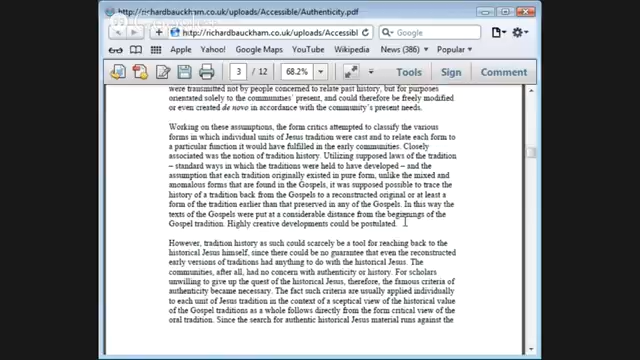 http://richardbauckham.co.uk/uploads/Accessible/Authenticity.pdf
http://richardbauckham.co.uk/uploads/Accessibl
Google
Apple Yahoo! Google Maps YouTube Wikipedia News (386) Popular
3 / 12 68.2% Tools Sign Comment
were transmitted not by people concerned to relate past history, but for purposes
orientated solely to the communities' present, and could therefore be freely modified
or even created de novo in accordance with the community's present needs.
Working on these assumptions, the form critics attempted to classify the various
forms in which individual units of Jesus tradition were cast and to relate each form to
a particular function it would have fulfilled in the early communities. Closely
associated was the notion of tradition history. Utilizing supposed laws of the tradition
– standard ways in which the traditions were held to have developed – and the
assumption that each tradition originally existed in pure form, unlike the mixed and
anomalous forms that are found in the Gospels, it was supposed possible to trace the
history of a tradition back from the Gospels to a reconstructed original or at least a
form of the tradition earlier than that preserved in any of the Gospels. In this way the
texts of the Gospels were put at a considerable distance from the beginnings of the
Gospel tradition. Highly creative developments could be postulated.
However, tradition history as such could scarcely be a tool for reaching back to the
historical Jesus himself, since there could be no guarantee that even the reconstructed
early versions of traditions had anything to do with the historical Jesus. The
communities, after all, had no concern with authenticity or history. For scholars
unwilling to give up the quest of the historical Jesus, therefore, the famous criteria of
authenticity became necessary. The fact such criteria are usually applied individually
to each unit of Jesus tradition in the context of a sceptical view of the historical value
of the Gospel traditions as a whole follows directly from the form critical view of the
oral tradition. Since the search for authentic historical Jesus material runs against the